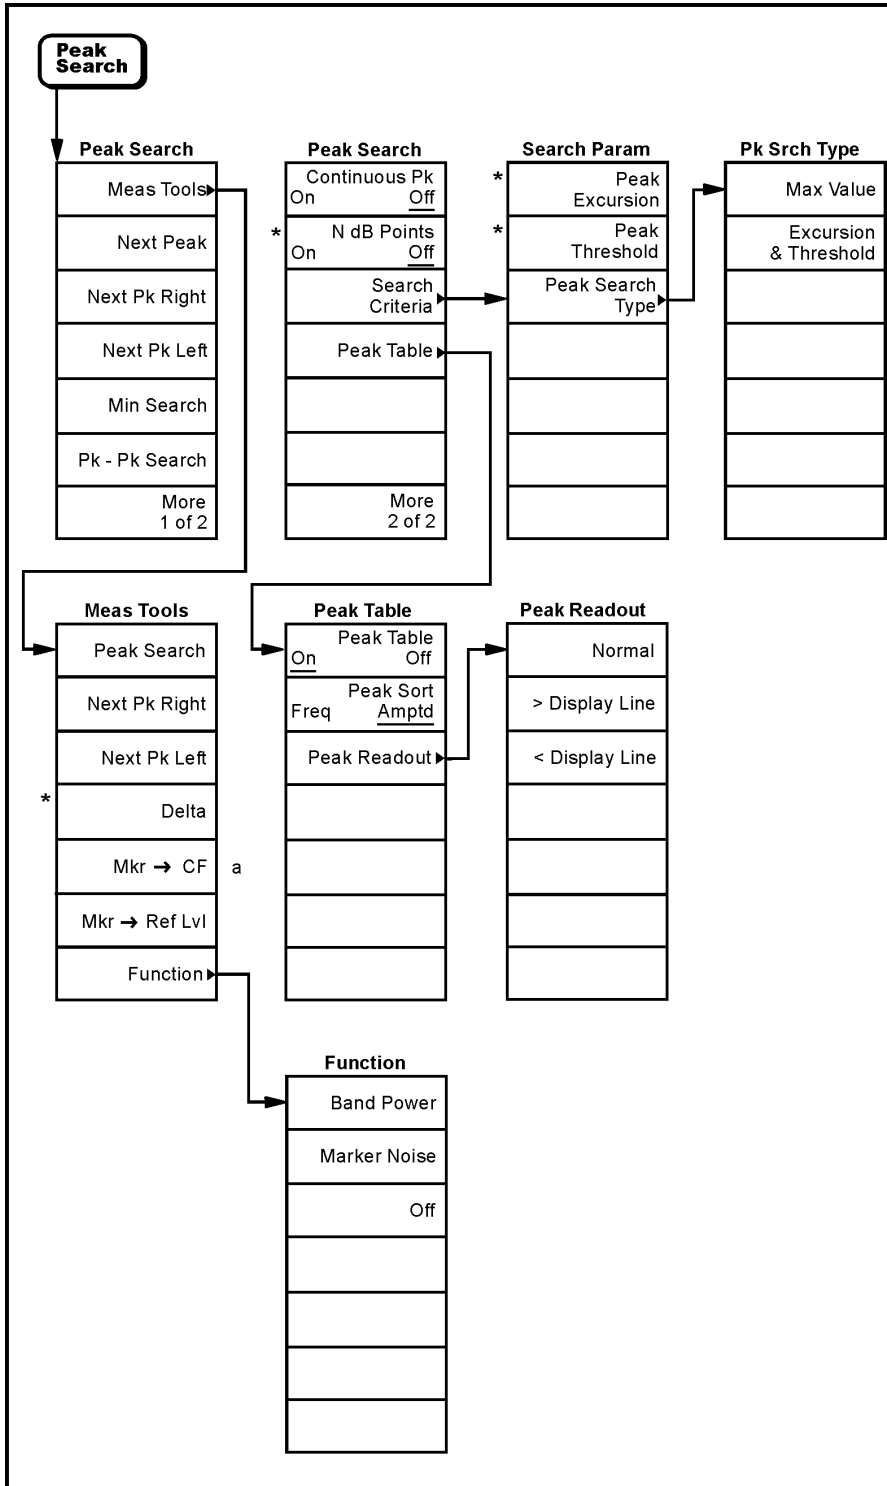 Peak
Search
Peak Search
Meas Tools
Next Peak
Next Pk Right
Next Pk Left
Min Search
Pk - Pk Search
More
1 of 2
Peak Search
Continuous Pk
On Off
* N dB Points
On Off
Search
Criteria
Peak Table
More
2 of 2
Search Param
* Peak
Excursion
* Peak
Threshold
Peak Search
Type
Pk Srch Type
Max Value
Excursion
& Threshold
Meas Tools
Peak Search
Next Pk Right
Next Pk Left
* Delta
Mkr → CF a
Mkr → Ref Lvl
Function
Peak Table
Peak Table
On Off
Peak Sort
Freq Amptd
Peak Readout
Peak Readout
Normal
> Display Line
< Display Line
Function
Band Power
Marker Noise
Off